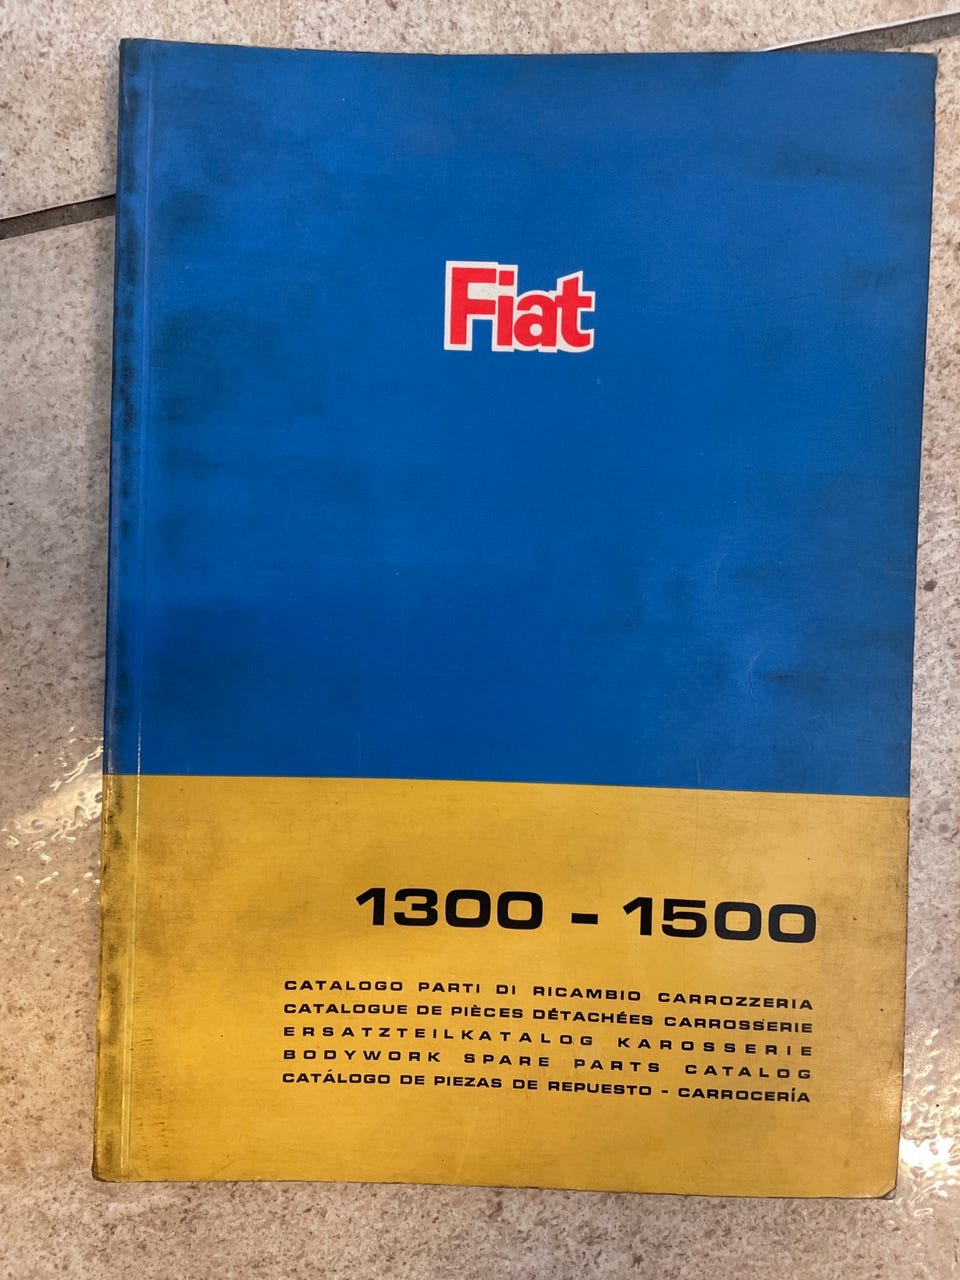 Fiat
1300 - 1500
CATALOGO PARTI DI RICAMBIO CARROZZERIA
CATALOGUE DE PIÈCES DÉTACHÉES CARROSSERIE
ERSATZTEILKATALOG KAROSSERIE
BODYWORK SPARE PARTS CATALOG
CATÁLOGO DE PIEZAS DE REPUESTO - CARROCERÍA